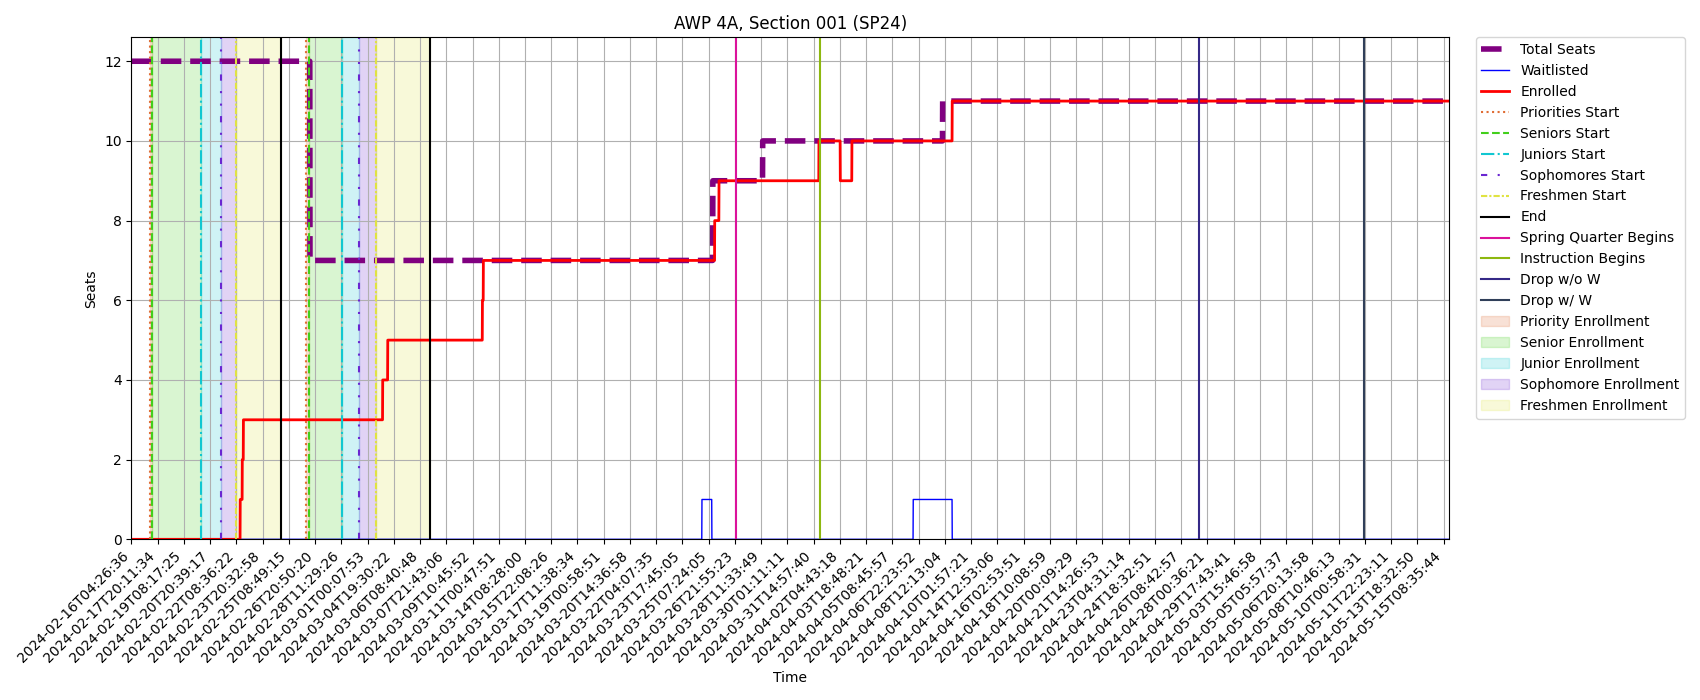 AWP 4A, Section 001 (SP24)
Seats
12
10
8
6
4
2
0
2024-02-16T04:26:36
2024-02-17T20:11:34
2024-02-19T08:17:25
2024-02-20T20:39:17
2024-02-22T08:36:22
2024-02-23T20:32:58
2024-02-25T08:49:15
2024-02-26T20:50:20
2024-02-28T11:29:26
2024-03-01T00:07:53
2024-03-04T19:30:22
2024-03-06T08:40:48
2024-03-07T21:43:06
2024-03-09T10:45:52
2024-03-11T00:47:51
2024-03-14T08:28:00
2024-03-15T22:08:26
2024-03-17T11:38:34
2024-03-19T00:58:51
2024-03-20T14:36:58
2024-03-22T04:07:35
2024-03-23T17:45:05
2024-03-25T07:24:05
2024-03-26T21:55:23
2024-03-28T11:33:49
2024-03-30T01:11:11
2024-03-31T14:57:40
2024-04-02T04:43:18
2024-04-03T18:48:21
2024-04-05T08:45:57
2024-04-06T22:23:52
2024-04-08T12:13:04
2024-04-10T01:57:21
2024-04-14T12:53:06
2024-04-16T02:53:51
2024-04-18T10:08:59
2024-04-20T00:09:29
2024-04-21T14:26:53
2024-04-23T04:31:14
2024-04-24T18:32:51
2024-04-26T08:42:57
2024-04-28T00:36:21
2024-04-29T17:43:41
2024-05-03T15:46:58
2024-05-05T05:57:37
2024-05-06T20:13:58
2024-05-08T10:46:13
2024-05-10T00:58:31
2024-05-11T22:23:11
2024-05-13T18:32:50
2024-05-15T08:35:44
Time
Total Seats
Waitlisted
Enrolled
Priorities Start
Seniors Start
Juniors Start
Sophomores Start
Freshmen Start
End
Spring Quarter Begins
Instruction Begins
Drop w/o W
Drop w/ W
Priority Enrollment
Senior Enrollment
Junior Enrollment
Sophomore Enrollment
Freshmen Enrollment